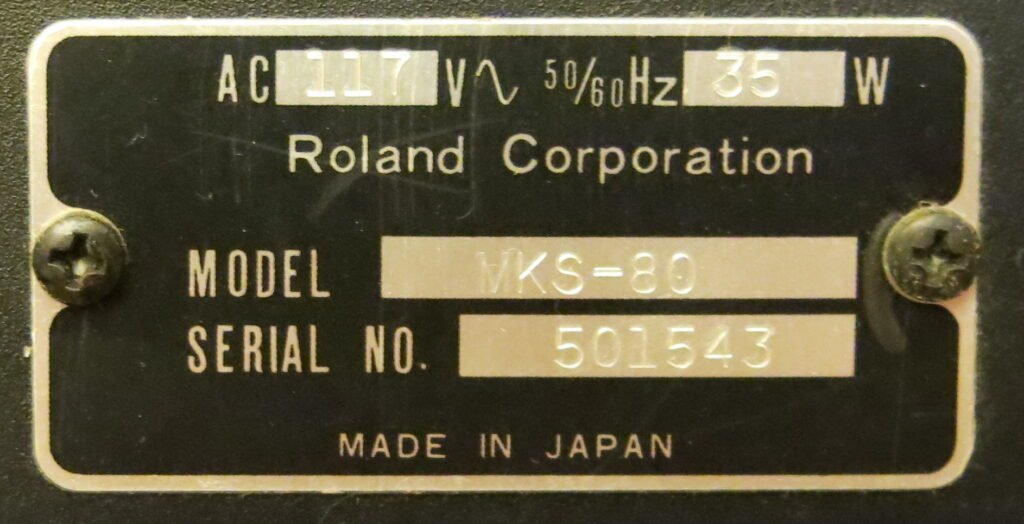 AC 117 V∿ 50/60Hz 35 W
Roland Corporation
MODEL MKS-80
SERIAL NO. 501543
MADE IN JAPAN